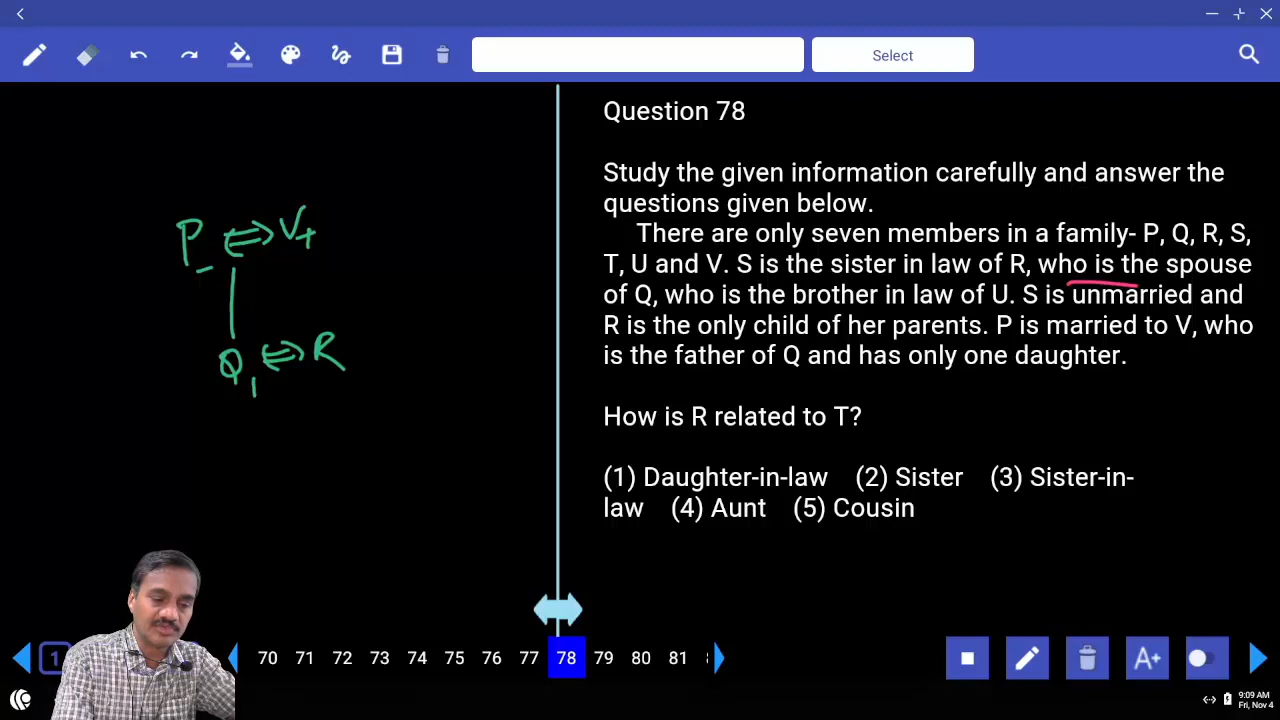 Select
Question 78
Study the given information carefully and answer the
questions given below.
There are only seven members in a family- P, Q, R, S,
T, U and V. S is the sister in law of R, who is the spouse
of Q, who is the brother in law of U. S is unmarried and
R is the only child of her parents. P is married to V, who
is the father of Q and has only one daughter.
How is R related to T?
(1) Daughter-in-law (2) Sister (3) Sister-in-
law (4) Aunt (5) Cousin
P ⇔ V+
-
Q ⇔ R
1
70 71 72 73 74 75 76 77 78 79 80 81
A+
9:09 AM
Fri, Nov 4